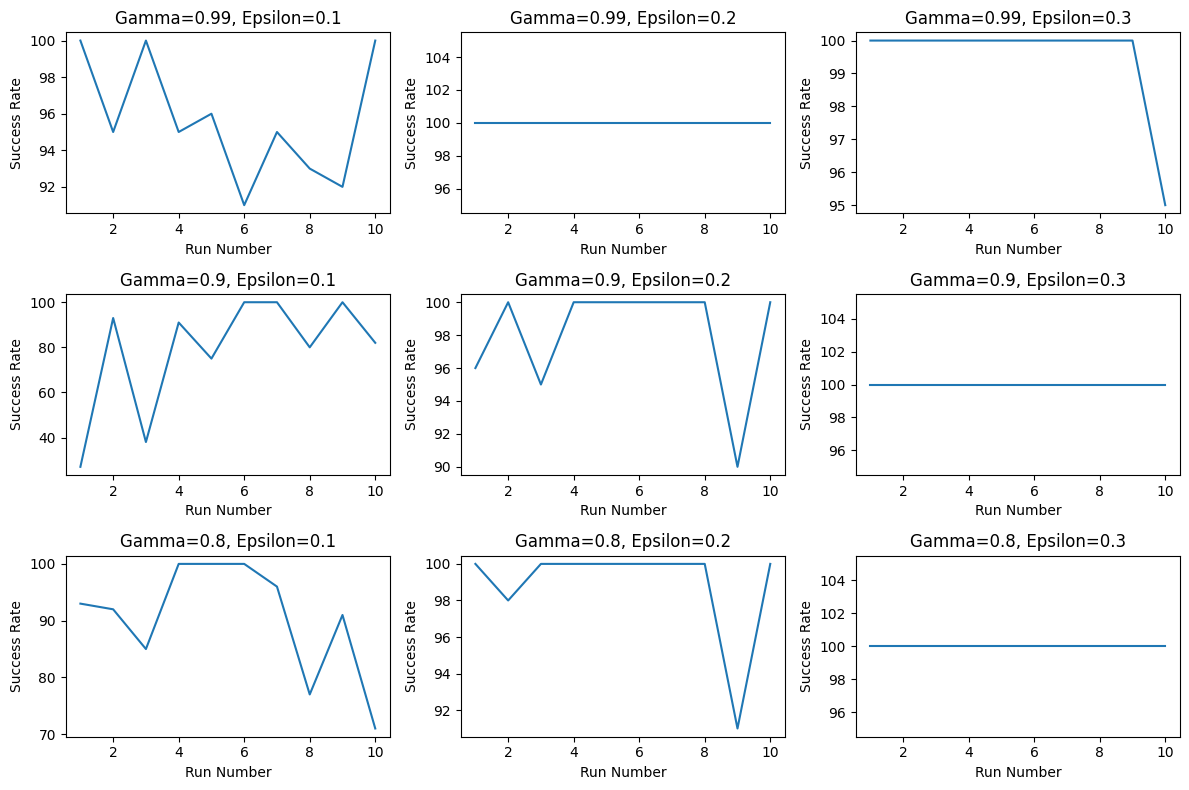 Gamma=0.99, Epsilon=0.1
100
98
96
94
92
Success Rate
2 4 6 8 10
Run Number
Gamma=0.99, Epsilon=0.2
104
102
100
98
96
Success Rate
2 4 6 8 10
Run Number
Gamma=0.99, Epsilon=0.3
100
99
98
97
96
95
Success Rate
2 4 6 8 10
Run Number
Gamma=0.9, Epsilon=0.1
100
80
60
40
Success Rate
2 4 6 8 10
Run Number
Gamma=0.9, Epsilon=0.2
100
98
96
94
92
90
Success Rate
2 4 6 8 10
Run Number
Gamma=0.9, Epsilon=0.3
104
102
100
98
96
Success Rate
2 4 6 8 10
Run Number
Gamma=0.8, Epsilon=0.1
100
90
80
70
Success Rate
2 4 6 8 10
Run Number
Gamma=0.8, Epsilon=0.2
100
98
96
94
92
Success Rate
2 4 6 8 10
Run Number
Gamma=0.8, Epsilon=0.3
104
102
100
98
96
Success Rate
2 4 6 8 10
Run Number